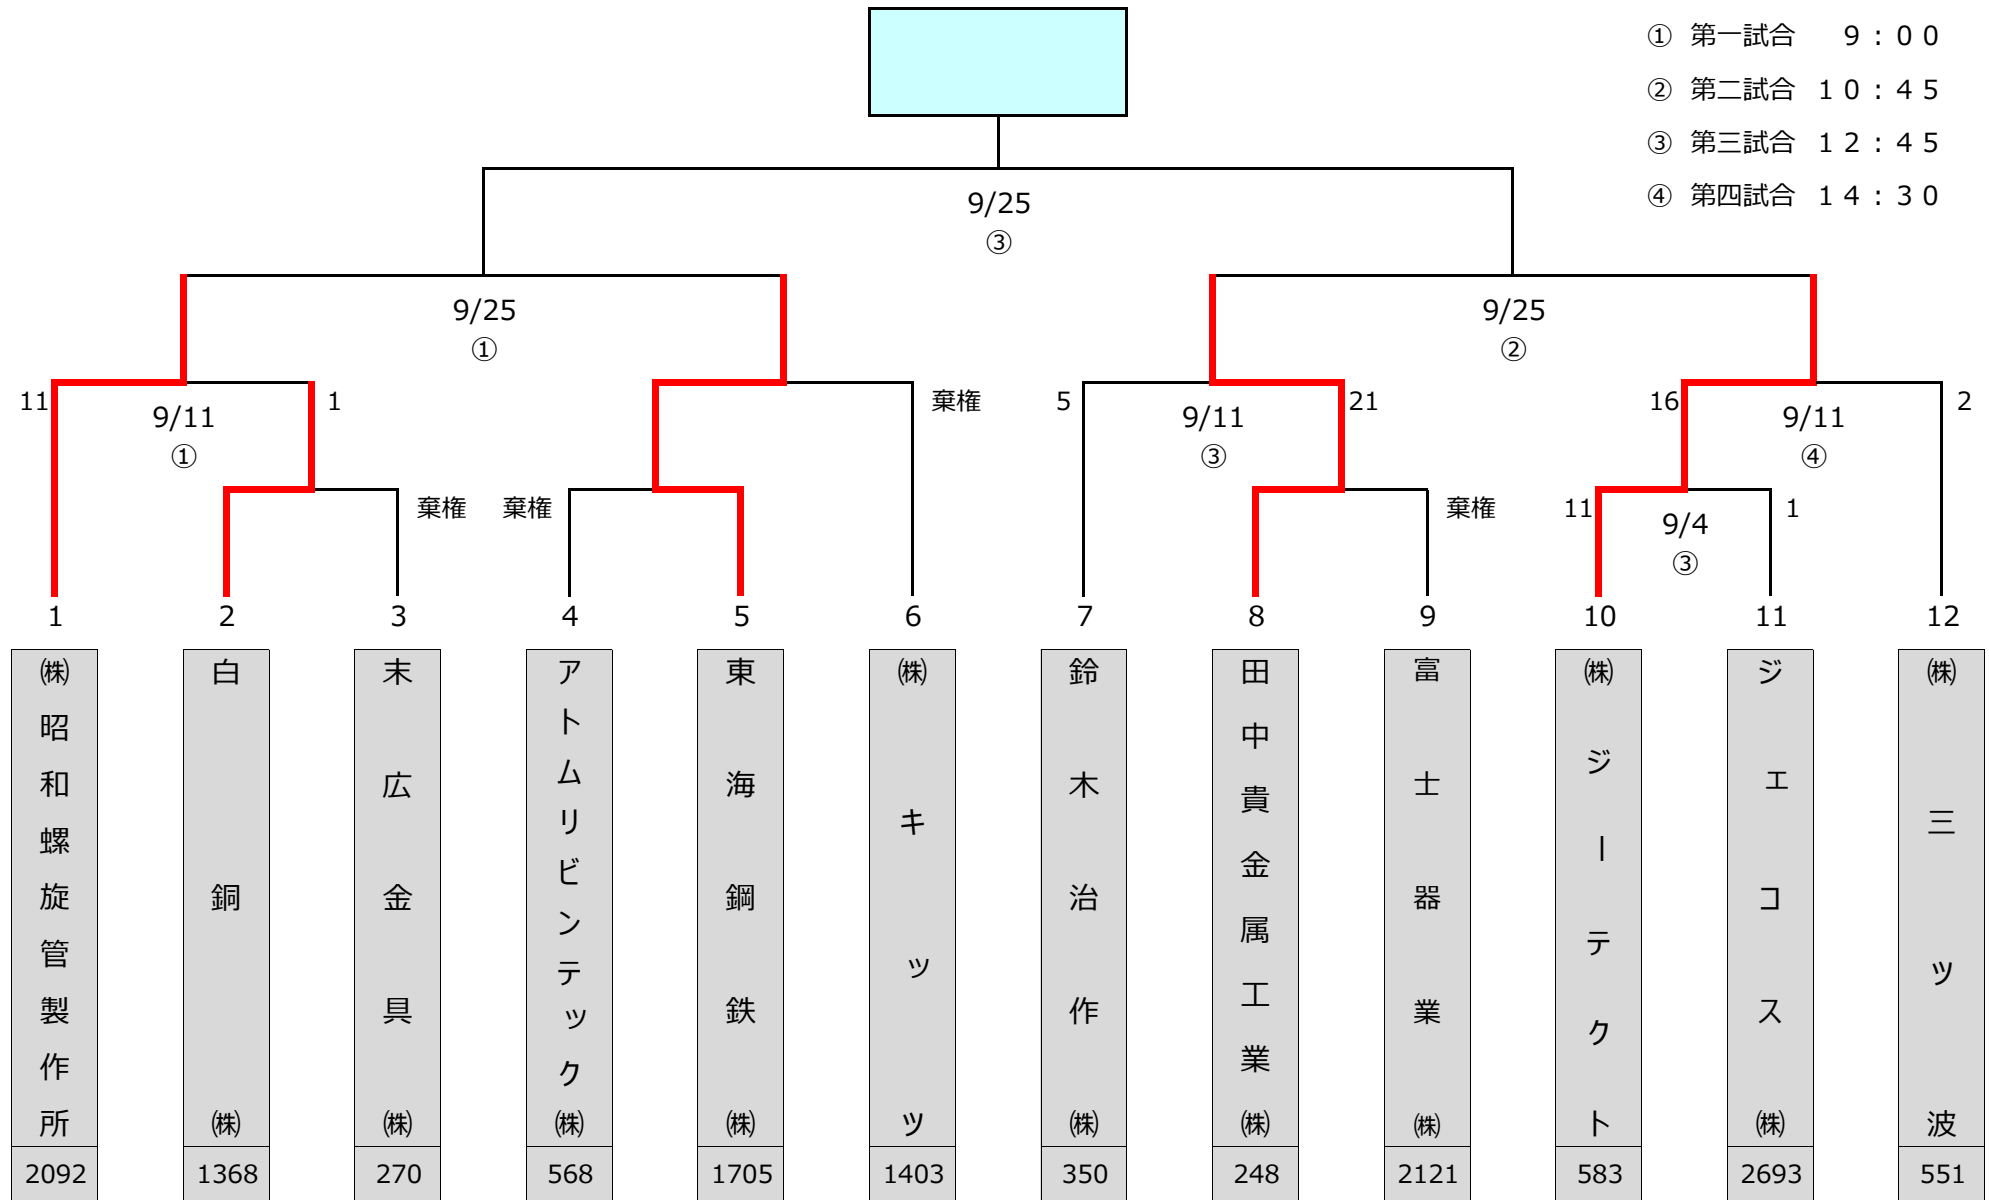 ① 第一試合 9：00
② 第二試合 10：45
③ 第三試合 12：45
④ 第四試合 14：30
9/25
③
9/25
①
9/25
②
11
9/11
①
1
棄権
5
9/11
③
21
16
9/11
④
2
棄権
棄権
棄権
11
9/4
③
1
1
2
3
4
5
6
7
8
9
10
11
12
㈱昭和螺旋管製作所
白銅㈱
末広金具㈱
アトムリビンテック㈱
東海鋼鉄㈱
㈱キッツ
鈴木治作㈱
田中貴金属工業㈱
富士器業㈱
㈱ジーテクト
ジェコス㈱
㈱三ツ波
2092
1368
270
568
1705
1403
350
248
2121
583
2693
551